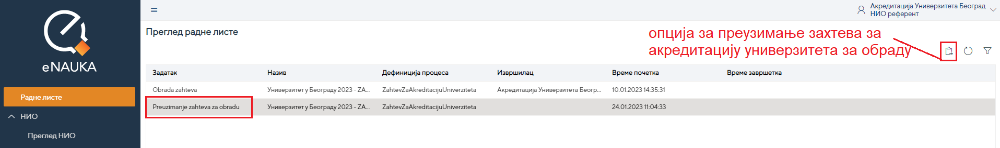 Акредитација Универзитета Београд
НИО референт
eNAUKA
Преглед радне листе
опција за преузимање захтева за
акредитацију универзитета за обраду
Задатак Назив Дефиниција процеса Извршилац Време почетка Време завршетка
Obrada zahteva Универзитет у Београду 2023 - ZA... ZahtevZaAkreditacijuUniverziteta Акредитација Универзитета Беогр... 10.01.2023 14:35:31
Preuzimanje zahteva za obradu Универзитет у Београду 2023 - ZA... ZahtevZaAkreditacijuUniverziteta 24.01.2023 11:04:33
Радне листе
НИО
Преглед НИО